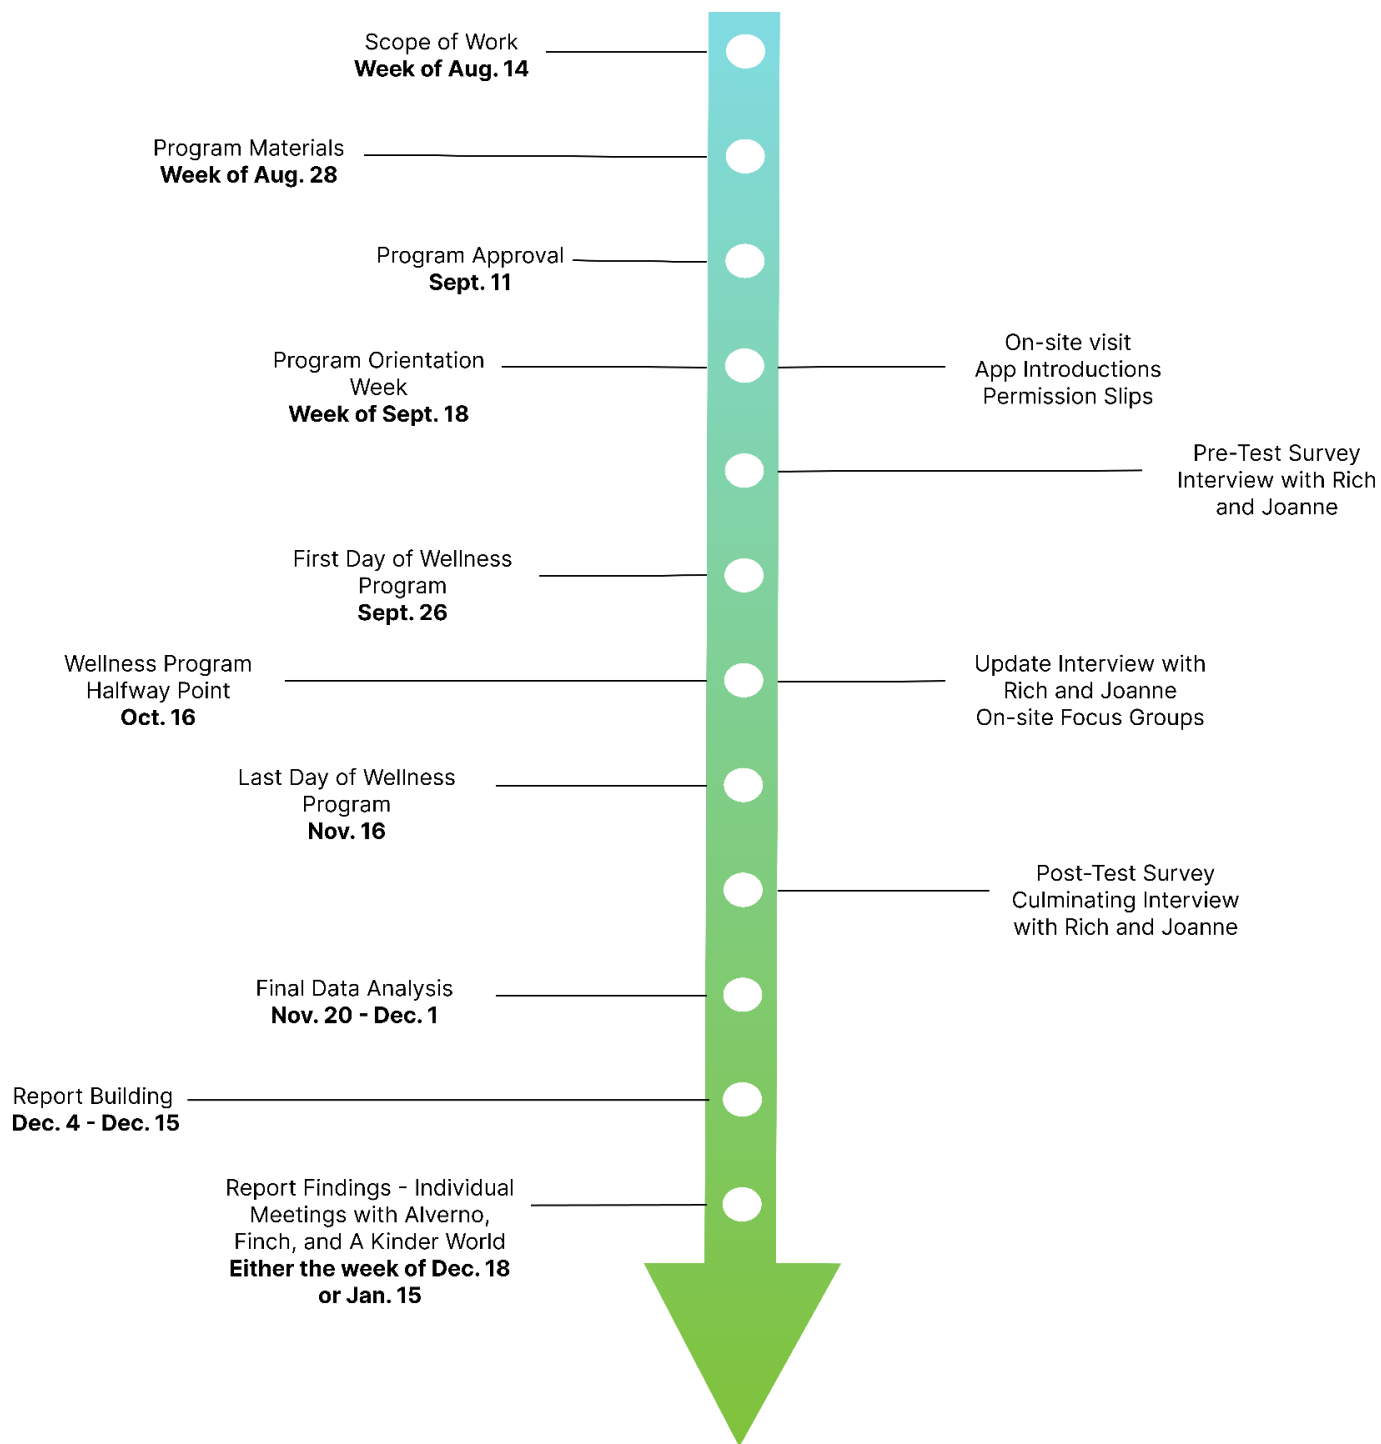 Scope of Work
Week of Aug. 14
Program Materials
Week of Aug. 28
Program Approval
Sept. 11
Program Orientation
Week
Week of Sept. 18
On-site visit
App Introductions
Permission Slips
Pre-Test Survey
Interview with Rich
and Joanne
First Day of Wellness
Program
Sept. 26
Wellness Program
Halfway Point
Oct. 16
Update Interview with
Rich and Joanne
On-site Focus Groups
Last Day of Wellness
Program
Nov. 16
Post-Test Survey
Culminating Interview
with Rich and Joanne
Final Data Analysis
Nov. 20 - Dec. 1
Report Building
Dec. 4 - Dec. 15
Report Findings - Individual
Meetings with Alverno,
Finch, and A Kinder World
Either the week of Dec. 18
or Jan. 15